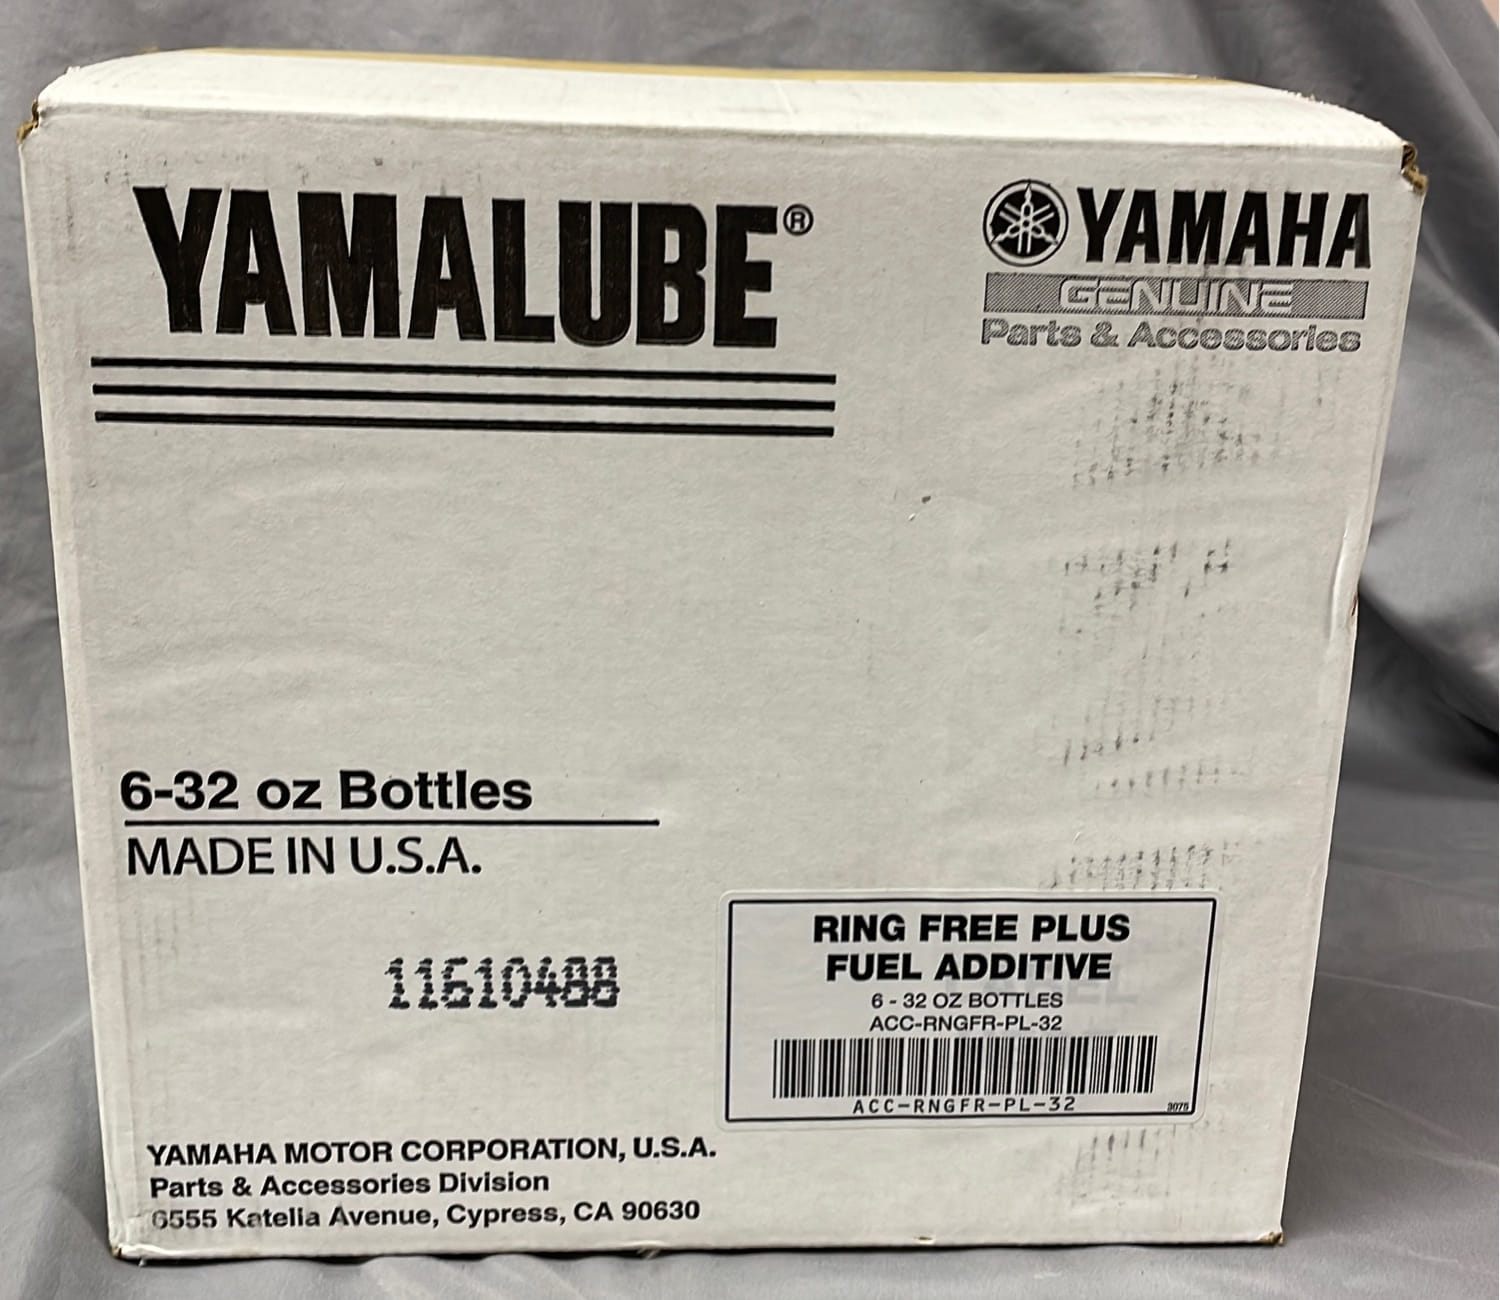 YAMALUBE®
YAMAHA
GENUINE
Parts & Accessories
6-32 oz Bottles
MADE IN U.S.A.
11610488
RING FREE PLUS
FUEL ADDITIVE
6 - 32 OZ BOTTLES
ACC-RNGFR-PL-32
ACC-RNGFR-PL-32
3075
YAMAHA MOTOR CORPORATION, U.S.A.
Parts & Accessories Division
6555 Katella Avenue, Cypress, CA 90630